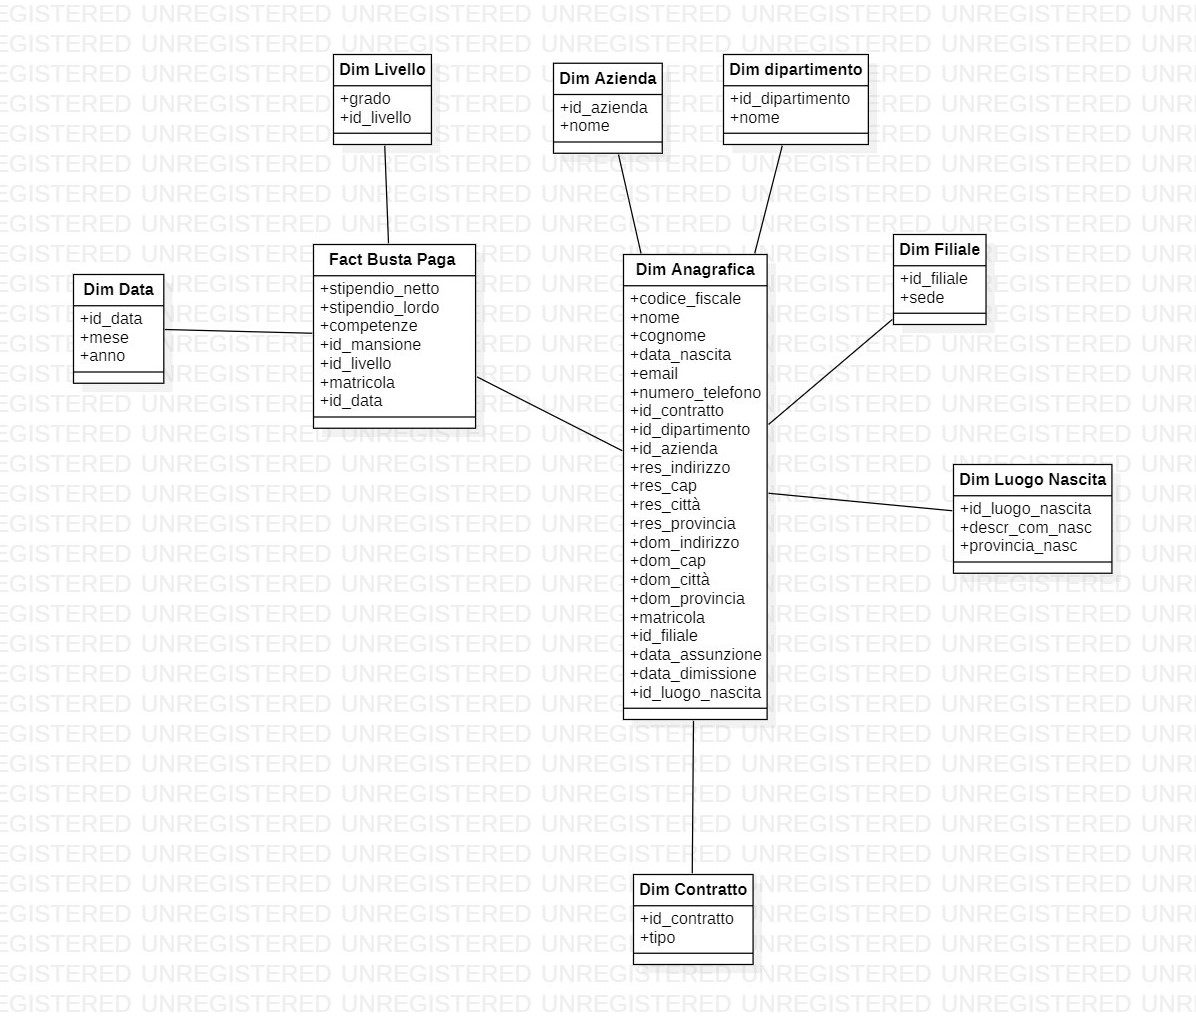 Dim Livello
+grado
+id_livello
Dim Azienda
+id_azienda
+nome
Dim dipartimento
+id_dipartimento
+nome
Dim Filiale
+id_filiale
+sede
Dim Data
+id_data
+mese
+anno
Fact Busta Paga
+stipendio_netto
+stipendio_lordo
+competenze
+id_mansione
+id_livello
+matricola
+id_data
Dim Anagrafica
+codice_fiscale
+nome
+cognome
+data_nascita
+email
+numero_telefono
+id_contratto
+id_dipartimento
+id_azienda
+res_indirizzo
+res_cap
+res_città
+res_provincia
+dom_indirizzo
+dom_cap
+dom_città
+dom_provincia
+matricola
+id_filiale
+data_assunzione
+data_dimissione
+id_luogo_nascita
Dim Luogo Nascita
+id_luogo_nascita
+descr_com_nasc
+provincia_nasc
Dim Contratto
+id_contratto
+tipo
UNREGISTERED